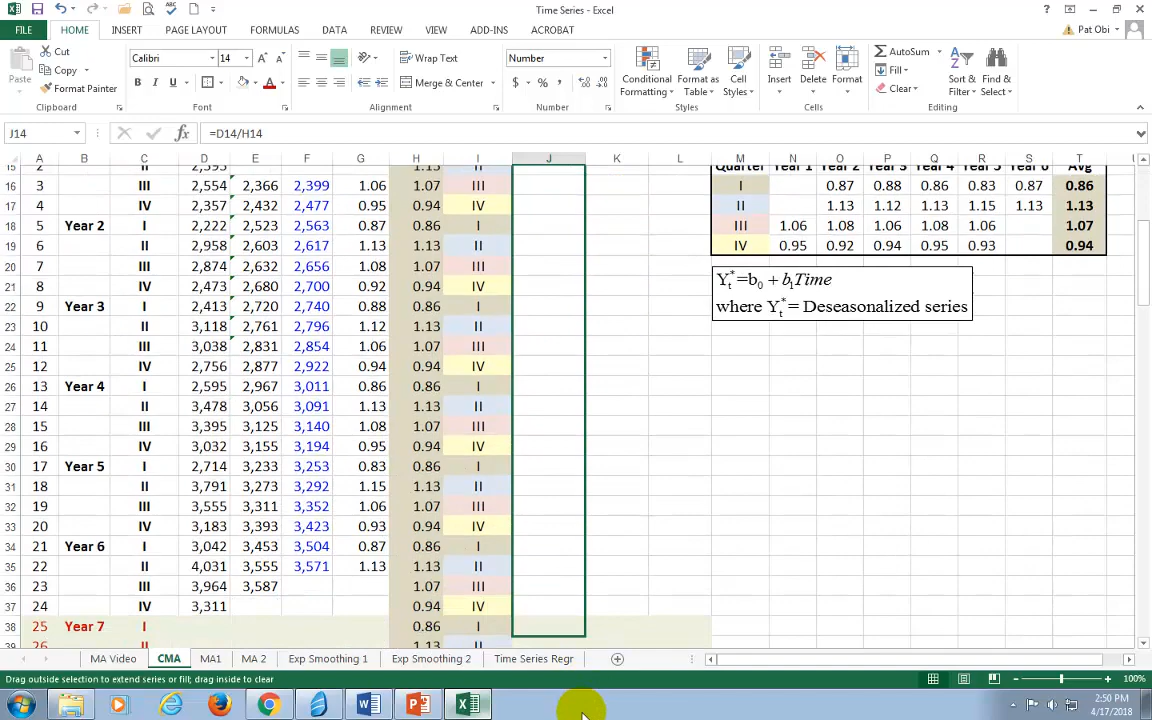 Time Series - Excel
FILE HOME INSERT PAGE LAYOUT FORMULAS DATA REVIEW VIEW ADD-INS ACROBAT Pat Obi
Paste Cut Copy Format Painter Clipboard
Calibri 14 B I U A Font
Wrap Text Merge & Center Alignment
Number $ % Number
Conditional Formatting Format as Table Cell Styles Styles
Insert Delete Format Cells
AutoSum Fill Clear Sort & Filter Find & Select Editing
J14 fx =D14/H14
A B C D E F G H I J K L M N O P Q R S T
15 2 II 2,593 1.13 II Quarter Year 1 Year 2 Year 3 Year 4 Year 5 Year 6 Avg
16 3 III 2,554 2,366 2,399 1.06 1.07 III I 0.87 0.88 0.86 0.83 0.87 0.86
17 4 IV 2,357 2,432 2,477 0.95 0.94 IV II 1.13 1.12 1.13 1.15 1.13 1.13
18 5 Year 2 I 2,222 2,523 2,563 0.87 0.86 I III 1.06 1.08 1.06 1.08 1.06 1.07
19 6 II 2,958 2,603 2,617 1.13 1.13 II IV 0.95 0.92 0.94 0.95 0.93 0.94
20 7 III 2,874 2,632 2,656 1.08 1.07 III
21 8 IV 2,473 2,680 2,700 0.92 0.94 IV
22 9 Year 3 I 2,413 2,720 2,740 0.88 0.86 I
23 10 II 3,118 2,761 2,796 1.12 1.13 II
24 11 III 3,038 2,831 2,854 1.06 1.07 III
25 12 IV 2,756 2,877 2,922 0.94 0.94 IV
26 13 Year 4 I 2,595 2,967 3,011 0.86 0.86 I
27 14 II 3,478 3,056 3,091 1.13 1.13 II
28 15 III 3,395 3,125 3,140 1.08 1.07 III
29 16 IV 3,032 3,155 3,194 0.95 0.94 IV
30 17 Year 5 I 2,714 3,233 3,253 0.83 0.86 I
31 18 II 3,791 3,273 3,292 1.15 1.13 II
32 19 III 3,555 3,311 3,352 1.06 1.07 III
33 20 IV 3,183 3,393 3,423 0.93 0.94 IV
34 21 Year 6 I 3,042 3,453 3,504 0.87 0.86 I
35 22 II 4,031 3,555 3,571 1.13 1.13 II
36 23 III 3,964 3,587 1.07 III
37 24 IV 3,311 0.94 IV
38 25 Year 7 I 0.86 I
39 26 II 1.13 II
Yt*=b0 + b1Time
where Yt*= Deseasonalized series
MA Video CMA MA1 MA 2 Exp Smoothing 1 Exp Smoothing 2 Time Series Regr
Drag outside selection to extend series or fill; drag inside to clear 100%
2:50 PM
4/17/2018